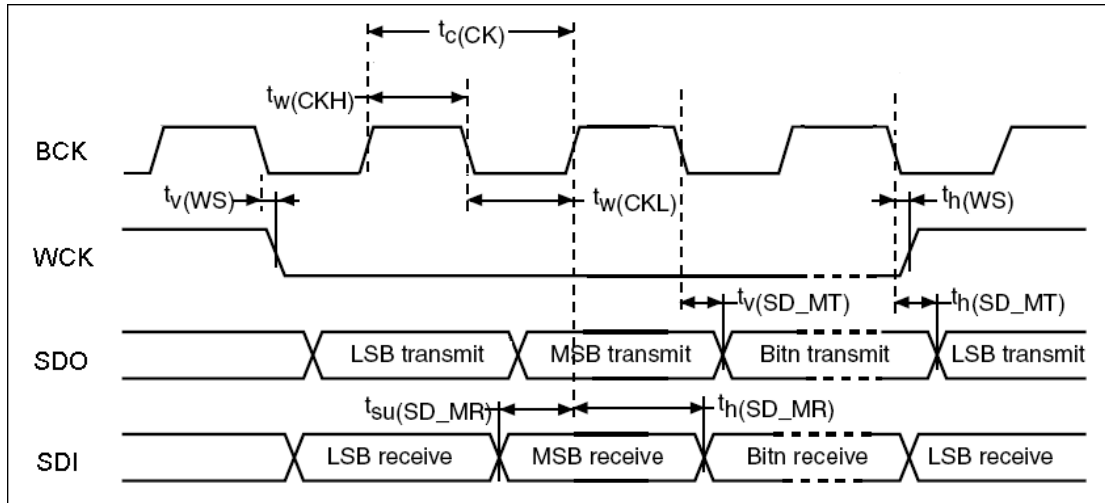 tc(CK)
tw(CKH)
BCK
tv(WS)
tw(CKL)
th(WS)
WCK
tv(SD_MT)
th(SD_MT)
SDO
LSB transmit
MSB transmit
Bitn transmit
LSB transmit
tsu(SD_MR)
th(SD_MR)
SDI
LSB receive
MSB receive
Bitn receive
LSB receive